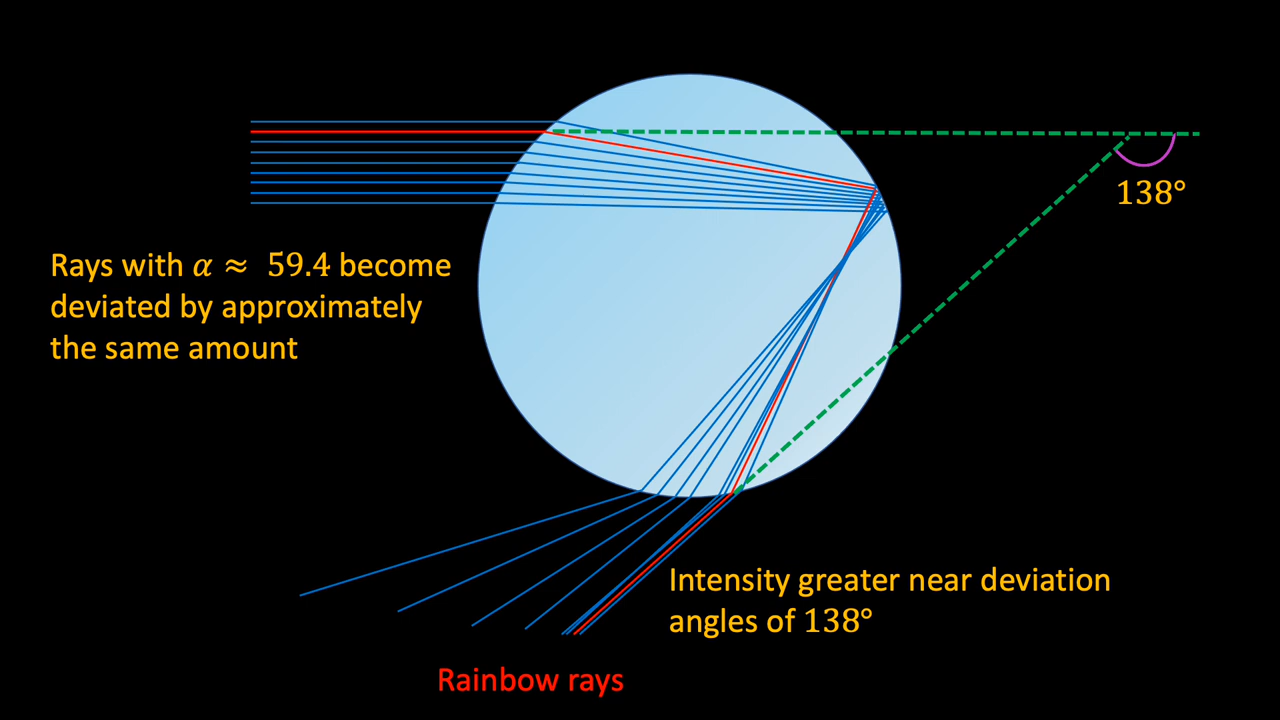 138°
Rays with α ≈ 59.4 become
deviated by approximately
the same amount
Intensity greater near deviation
angles of 138°
Rainbow rays